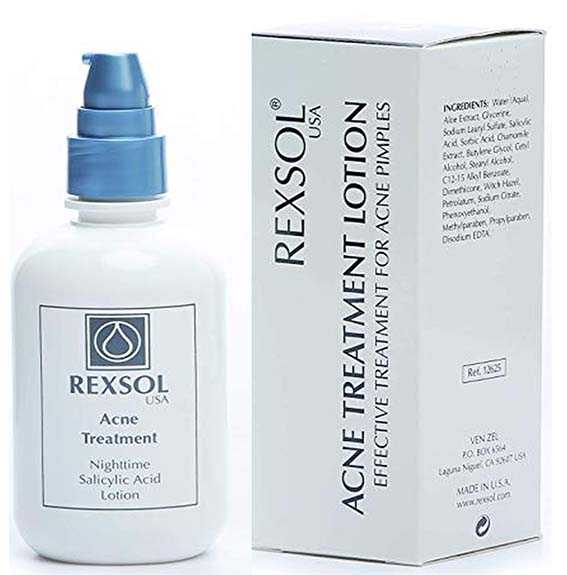 REXSOL
USA
Acne
Treatment
Nighttime
Salicylic Acid
Lotion
REXSOL®
USA
ACNE TREATMENT LOTION
EFFECTIVE TREATMENT FOR ACNE PIMPLES
INGREDIENTS: Water (Aqua),
Aloe Extract, Glycerine,
Sodium Lauryl Sulfate, Salicylic
Acid, Sorbic Acid, Chamomile
Extract, Butylene Glycol, Cetyl
Alcohol, Stearyl Alcohol,
C12-15 Alkyl Benzoate,
Dimethicone, Witch Hazel,
Petrolatum, Sodium Citrate,
Phenoxyethanol,
Methylparaben, Propylparaben,
Disodium EDTA.
Ref. 12625
VEN ZEL
P.O. BOX 6564
Laguna Niguel, CA 92607 USA
MADE IN U.S.A.
www.rexsol.com